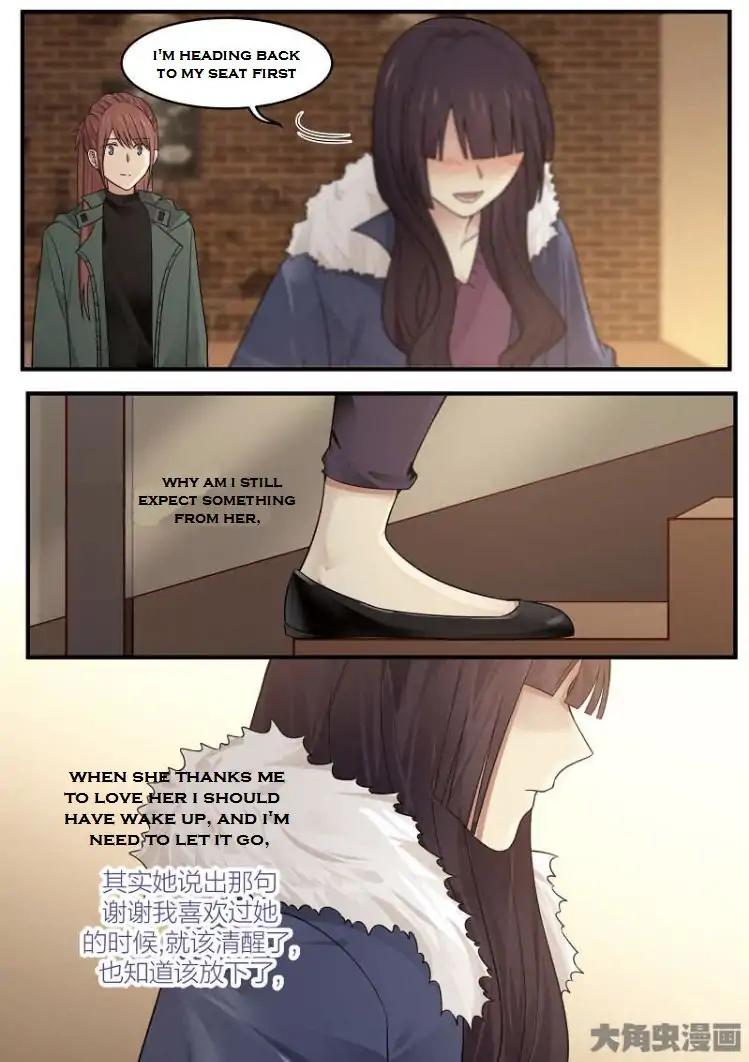 I'M HEADING BACK
TO MY SEAT FIRST
WHY AM I STILL
EXPECT SOMETHING
FROM HER,
WHEN SHE THANKS ME
TO LOVE HER I SHOULD
HAVE WAKE UP, AND I'M
NEED TO LET IT GO,
其实她说出那句
谢谢我喜欢过她
的时候,就该清醒了,
也知道该放下了,
大角虫漫画